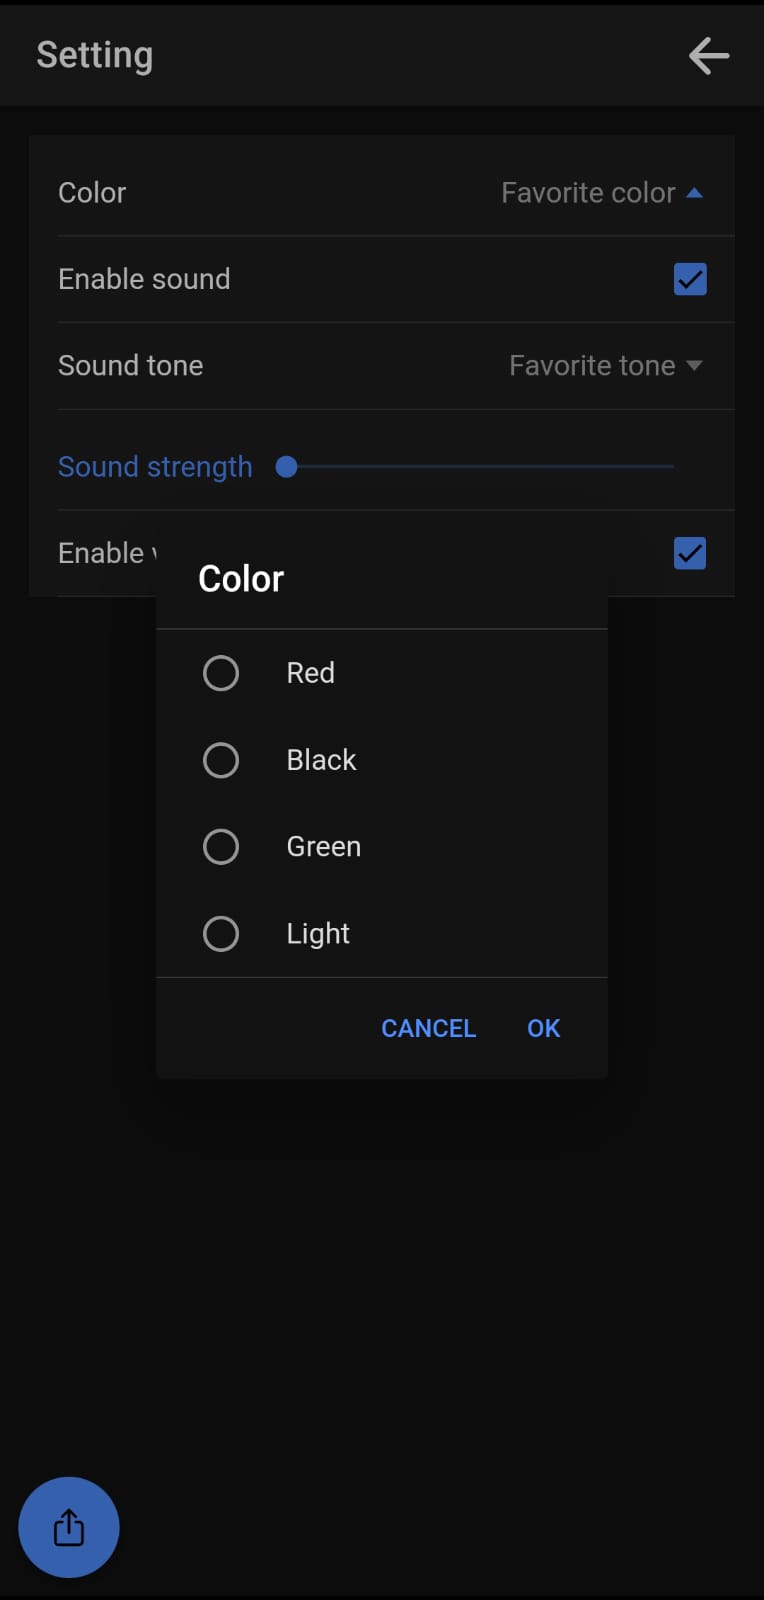 Setting
Color Favorite color
Enable sound
Sound tone Favorite tone
Sound strength
Enable
Color
Red
Black
Green
Light
CANCEL OK